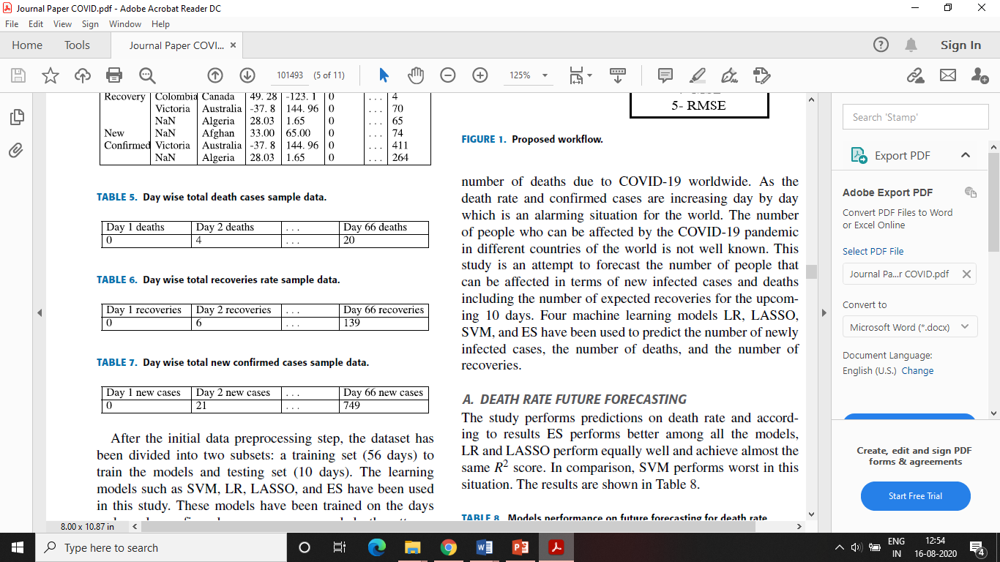 Journal Paper COVID.pdf - Adobe Acrobat Reader DC
File Edit View Sign Window Help
Home Tools Journal Paper COVI... × Sign In
101493 (5 of 11) 125%
Recovery Colombia Canada 49. 28 -123. 1 0 . . . 4
Victoria Australia -37. 8 144. 96 0 . . . 70
NaN Algeria 28.03 1.65 0 . . . 65
New NaN Afghan 33.00 65.00 0 . . . 74
Confirmed Victoria Australia -37. 8 144. 96 0 . . . 411
NaN Algeria 28.03 1.65 0 . . . 264
TABLE 5. Day wise total death cases sample data.
Day 1 deaths Day 2 deaths . . . Day 66 deaths
0 4 . . . 20
TABLE 6. Day wise total recoveries rate sample data.
Day 1 recoveries Day 2 recoveries . . . Day 66 recoveries
0 6 . . . 139
TABLE 7. Day wise total new confirmed cases sample data.
Day 1 new cases Day 2 new cases . . . Day 66 new cases
0 21 . . . 749
After the initial data preprocessing step, the dataset has
been divided into two subsets: a training set (56 days) to
train the models and testing set (10 days). The learning
models such as SVM, LR, LASSO, and ES have been used
in this study. These models have been trained on the days
5- RMSE
FIGURE 1. Proposed workflow.
number of deaths due to COVID-19 worldwide. As the
death rate and confirmed cases are increasing day by day
which is an alarming situation for the world. The number
of people who can be affected by the COVID-19 pandemic
in different countries of the world is not well known. This
study is an attempt to forecast the number of people that
can be affected in terms of new infected cases and deaths
including the number of expected recoveries for the upcom-
ing 10 days. Four machine learning models LR, LASSO,
SVM, and ES have been used to predict the number of newly
infected cases, the number of deaths, and the number of
recoveries.
A. DEATH RATE FUTURE FORECASTING
The study performs predictions on death rate and accord-
ing to results ES performs better among all the models,
LR and LASSO perform equally well and achieve almost the
same R² score. In comparison, SVM performs worst in this
situation. The results are shown in Table 8.
TABLE 8. Models performance on future forecasting for death rate
8.00 x 10.87 in
Search 'Stamp'
Export PDF
Adobe Export PDF
Convert PDF Files to Word
or Excel Online
Select PDF File
Journal Pa...r COVID.pdf
Convert to
Microsoft Word (*.docx)
Document Language:
English (U.S.) Change
Create, edit and sign PDF
forms & agreements
Start Free Trial
Type here to search
ENG 12:54
IN 16-08-2020 4